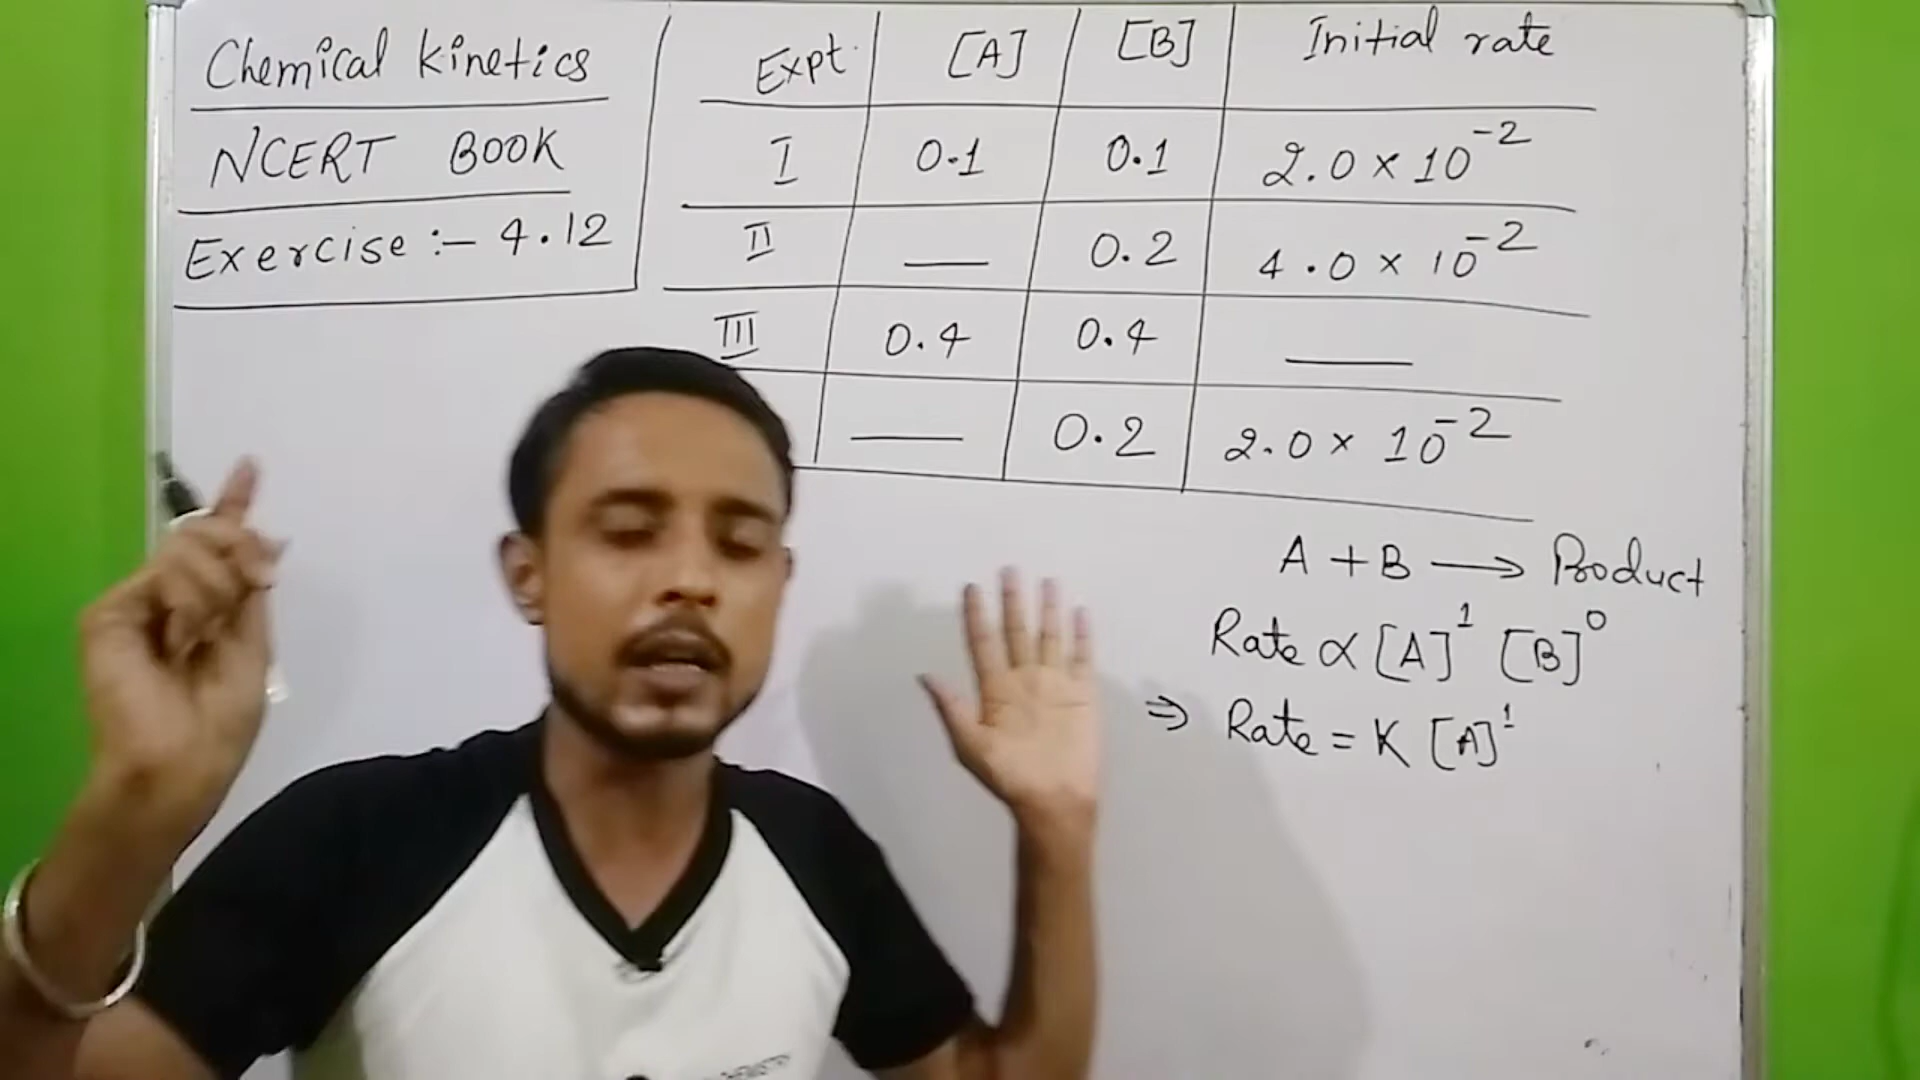 Chemical kinetics
NCERT BOOK
Exercise :- 4.12
Expt. [A] [B] Initial rate
I 0.1 0.1 2.0 × 10⁻²
II — 0.2 4.0 × 10⁻²
III 0.4 0.4 —
— 0.2 2.0 × 10⁻²
A + B ⟶ Product
Rate ∝ [A]¹ [B]⁰
⇒ Rate = K [A]¹